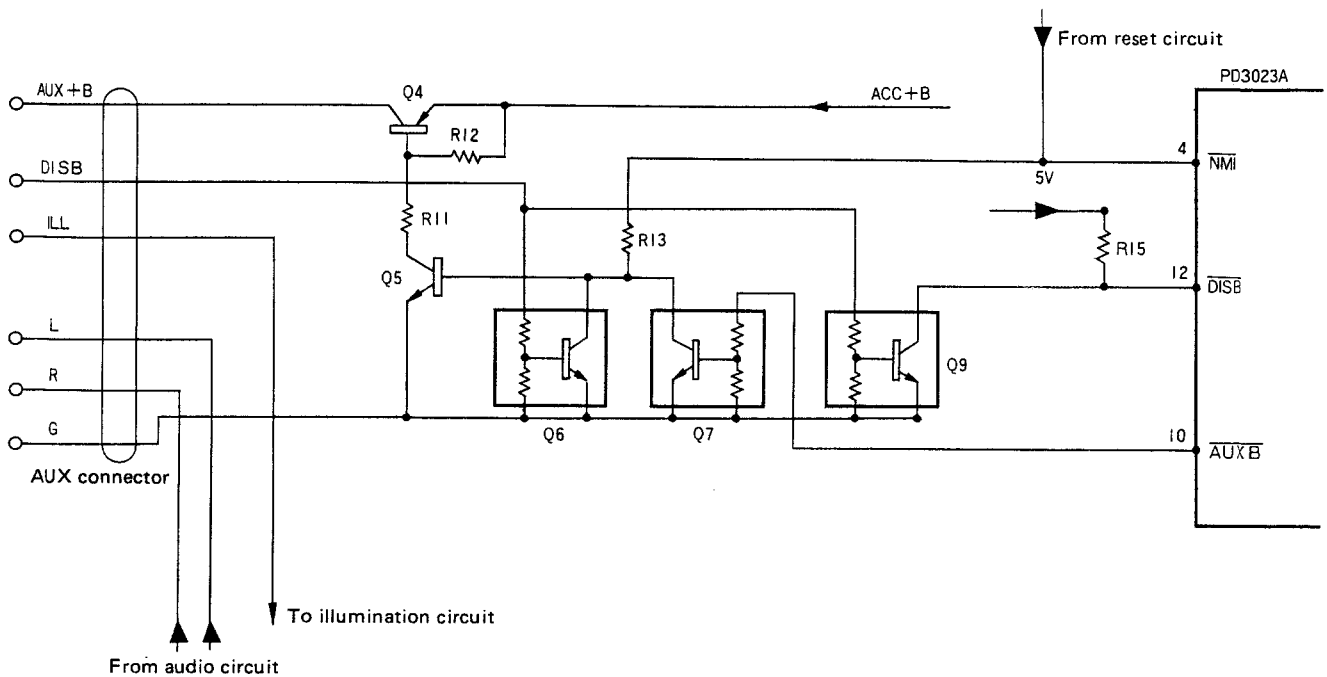 From reset circuit
PD3023A
AUX+B
Q4
ACC+B
R12
4
NMI
5V
DISB
R11
ILL
R13
R15
Q5
12
DISB
L
R
Q9
G
Q6
Q7
10
AUXB
AUX connector
To illumination circuit
From audio circuit